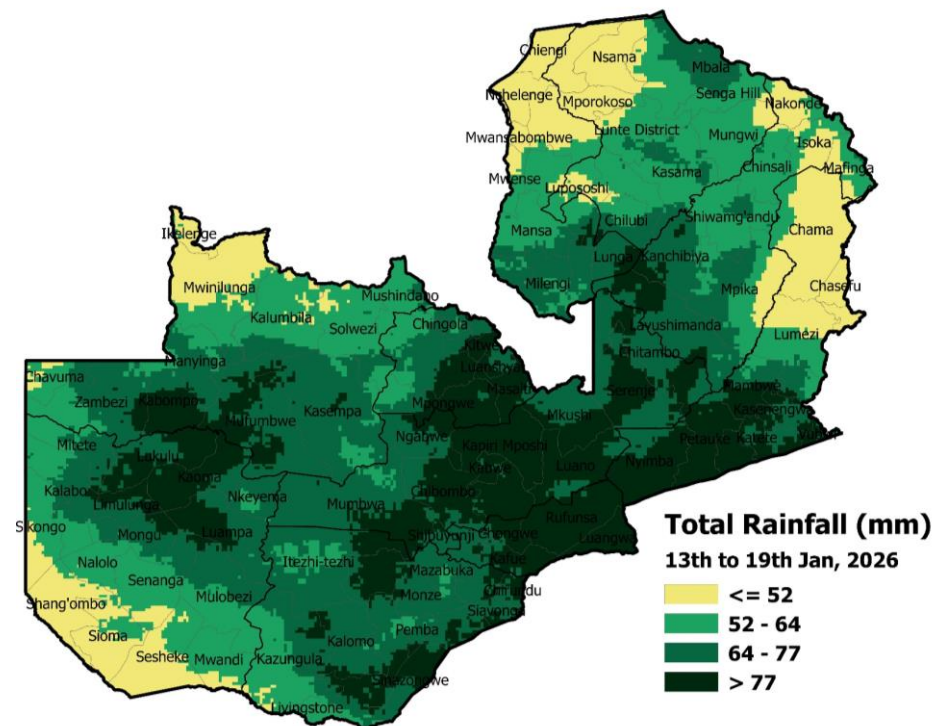 Chiengi
Nsama
Mbala
Nchelenge
Mporokoso
Senga Hill
Nakonde
Mwansabombwe
Lunte District
Mungwi
Isoka
Mwense
Kasama
Chinsali
Mafinga
Lupososhi
Mansa
Chilubi
Shiwamg'andu
Chama
Ikelenge
Lunga
Kanchibiya
Mwinilunga
Milengi
Mpika
Chasefu
Mushindano
Kalumbila
Solwezi
Chingola
Lavushimanda
Lumezi
Kitwe
Manyinga
Luanshya
Chitambo
Chavuma
Masaiti
Serenje
Mambwe
Zambezi
Kabompo
Mufumbwe
Kasempa
Mpongwe
Mkushi
Kasenengwa
Mitete
Ngabwe
Kapiri Mposhi
Petauke
Katete
Lukulu
Kabwe
Luano
Nyimba
Kaoma
Kalabo
Limulunga
Nkeyema
Mumbwa
Chibombo
Sikongo
Mongu
Luampa
Shibuyunji
Chongwe
Rufunsa
Luangwa
Nalolo
Itezhi-tezhi
Mazabuka
Kafue
Senanga
Mulobezi
Monze
Chirundu
Shang'ombo
Siavonga
Sioma
Kalomo
Pemba
Sesheke
Mwandi
Kazungula
Sinazongwe
Livingstone
Total Rainfall (mm)
13th to 19th Jan, 2026
<= 52
52 - 64
64 - 77
> 77